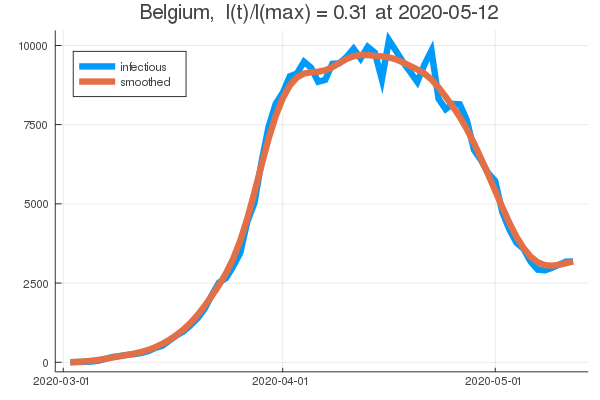 Belgium,  I(t)/I(max) = 0.31 at 2020-05-12
10000
infectious
smoothed
7500
5000
2500
0
2020-03-01 2020-04-01 2020-05-01